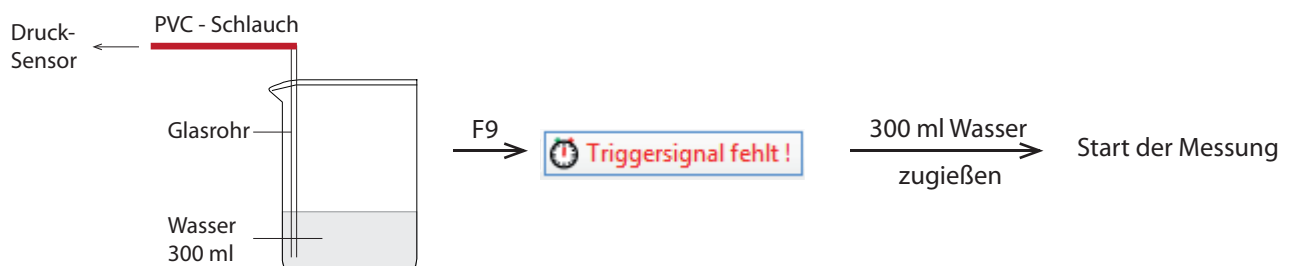 PVC - Schlauch
Druck-
Sensor
Glasrohr
Wasser
300 ml
F9
Triggersignal fehlt !
300 ml Wasser
zugießen
Start der Messung